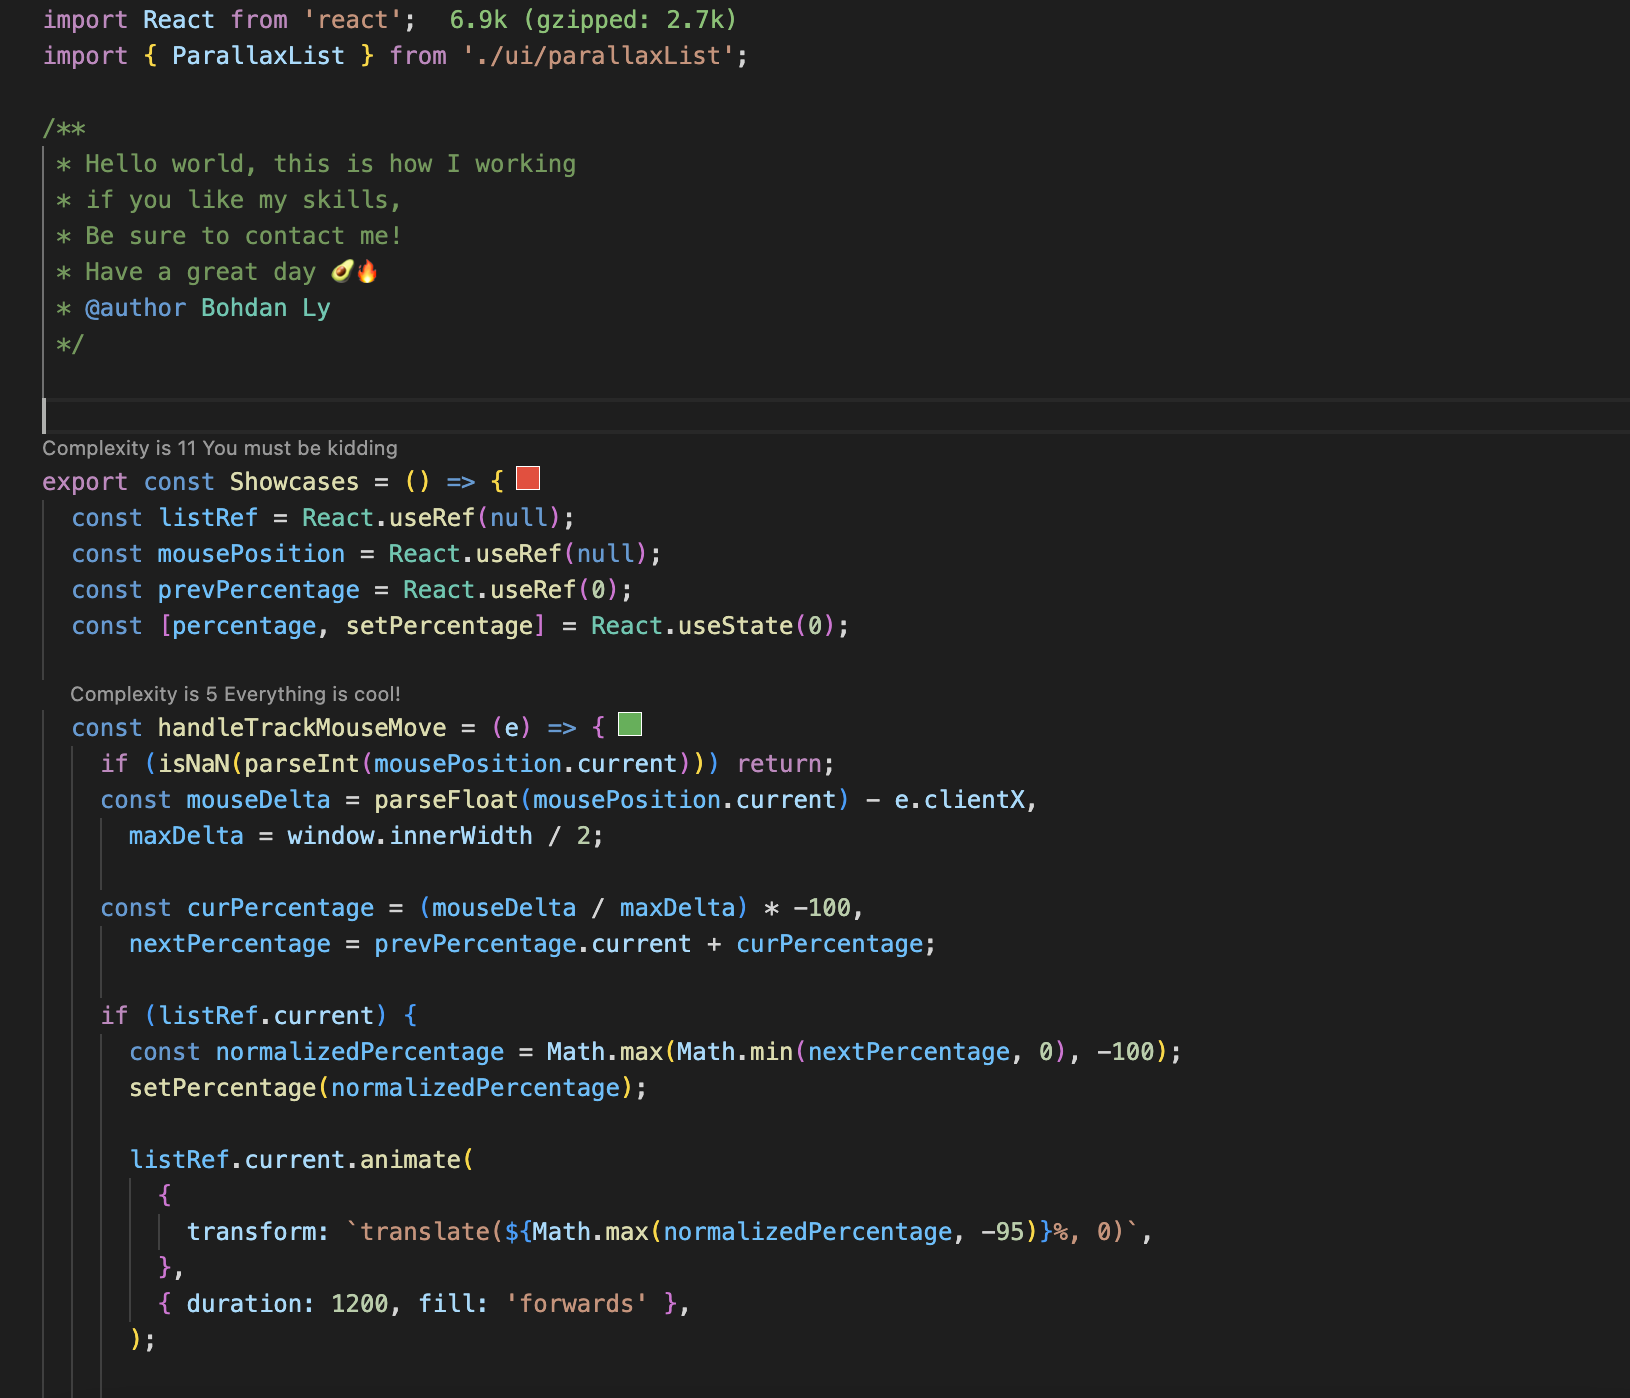 import React from 'react';  6.9k (gzipped: 2.7k)
import { ParallaxList } from './ui/parallaxList';

/**
 * Hello world, this is how I working
 * if you like my skills,
 * Be sure to contact me!
 * Have a great day 🥑🔥
 * @author Bohdan Ly
 */

Complexity is 11 You must be kidding
export const Showcases = () => { 🟥
  const listRef = React.useRef(null);
  const mousePosition = React.useRef(null);
  const prevPercentage = React.useRef(0);
  const [percentage, setPercentage] = React.useState(0);

  Complexity is 5 Everything is cool!
  const handleTrackMouseMove = (e) => { 🟩
    if (isNaN(parseInt(mousePosition.current))) return;
    const mouseDelta = parseFloat(mousePosition.current) - e.clientX,
      maxDelta = window.innerWidth / 2;

    const curPercentage = (mouseDelta / maxDelta) * -100,
      nextPercentage = prevPercentage.current + curPercentage;

    if (listRef.current) {
      const normalizedPercentage = Math.max(Math.min(nextPercentage, 0), -100);
      setPercentage(normalizedPercentage);

      listRef.current.animate(
        {
          transform: `translate(${Math.max(normalizedPercentage, -95)}%, 0)`,
        },
        { duration: 1200, fill: 'forwards' },
      );